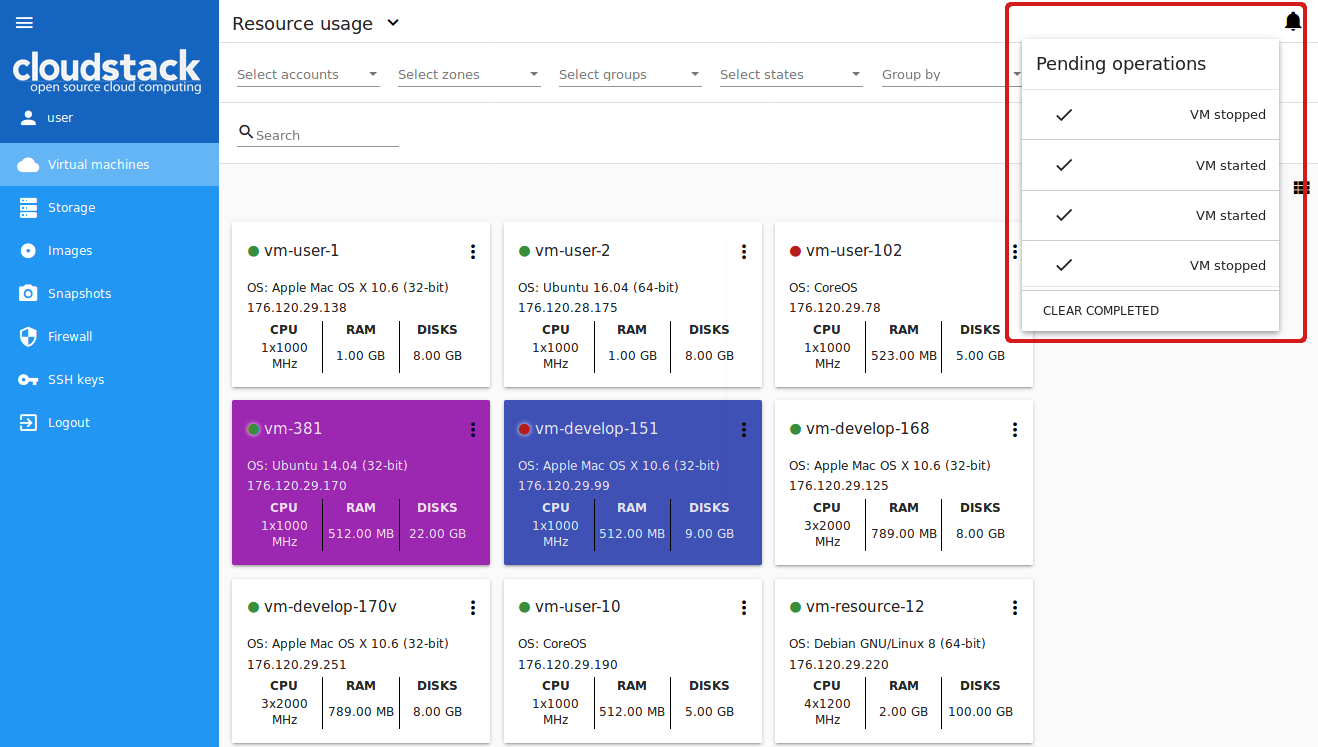 cloudstack
open source cloud computing
user
Virtual machines
Storage
Images
Snapshots
Firewall
SSH keys
Logout
Resource usage
Select accounts
Select zones
Select groups
Select states
Group by
Search
Pending operations
VM stopped
VM started
VM started
VM stopped
CLEAR COMPLETED
vm-user-1
OS: Apple Mac OS X 10.6 (32-bit)
176.120.29.138
CPU RAM DISKS
1x1000 MHz 1.00 GB 8.00 GB
vm-user-2
OS: Ubuntu 16.04 (64-bit)
176.120.28.175
CPU RAM DISKS
1x1000 MHz 1.00 GB 8.00 GB
vm-user-102
OS: CoreOS
176.120.29.78
CPU RAM DISKS
1x1000 MHz 523.00 MB 5.00 GB
vm-381
OS: Ubuntu 14.04 (32-bit)
176.120.29.170
CPU RAM DISKS
1x1000 MHz 512.00 MB 22.00 GB
vm-develop-151
OS: Apple Mac OS X 10.6 (32-bit)
176.120.29.99
CPU RAM DISKS
1x1000 MHz 512.00 MB 9.00 GB
vm-develop-168
OS: Apple Mac OS X 10.6 (32-bit)
176.120.29.125
CPU RAM DISKS
3x2000 MHz 789.00 MB 8.00 GB
vm-develop-170v
OS: Apple Mac OS X 10.6 (32-bit)
176.120.29.251
CPU RAM DISKS
3x2000 MHz 789.00 MB 8.00 GB
vm-user-10
OS: CoreOS
176.120.29.190
CPU RAM DISKS
1x1000 MHz 512.00 MB 5.00 GB
vm-resource-12
OS: Debian GNU/Linux 8 (64-bit)
176.120.29.220
CPU RAM DISKS
4x1200 MHz 2.00 GB 100.00 GB